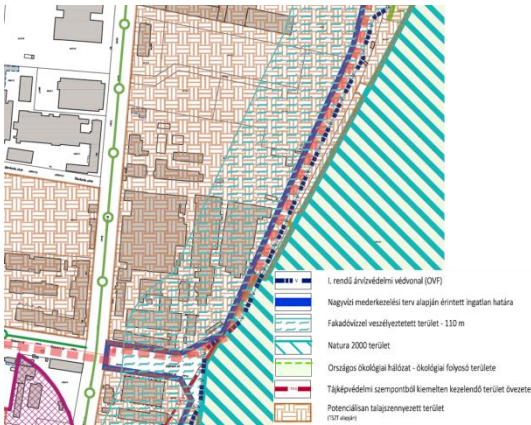 I. rendű árvízvédelmi védvonal (OVF)
Nagyvízi mederkezelési terv alapján érintett ingatlan határa
Fakadóvízzel veszélyeztetett terület - 110 m
Natura 2000 terület
Országos ökológiai hálózat - ökológiai folyosó területe
Tájképvédelmi szempontból kiemelten kezelendő terület övezete
Potenciálisan talajszennyezett terület
(TSZT alapján)